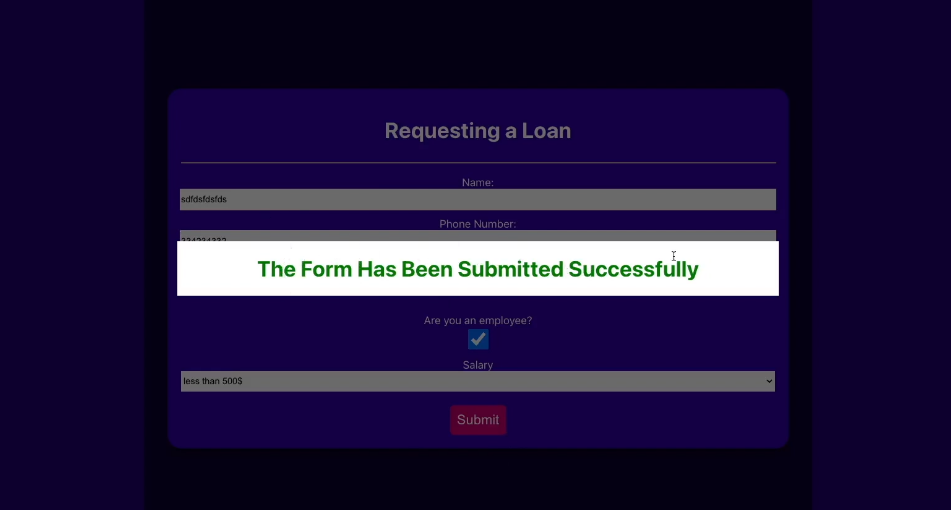 Requesting a Loan
Name:
sdfdsfdsfds
Phone Number:
The Form Has Been Submitted Successfully
Are you an employee?
Salary
less than 500$
Submit